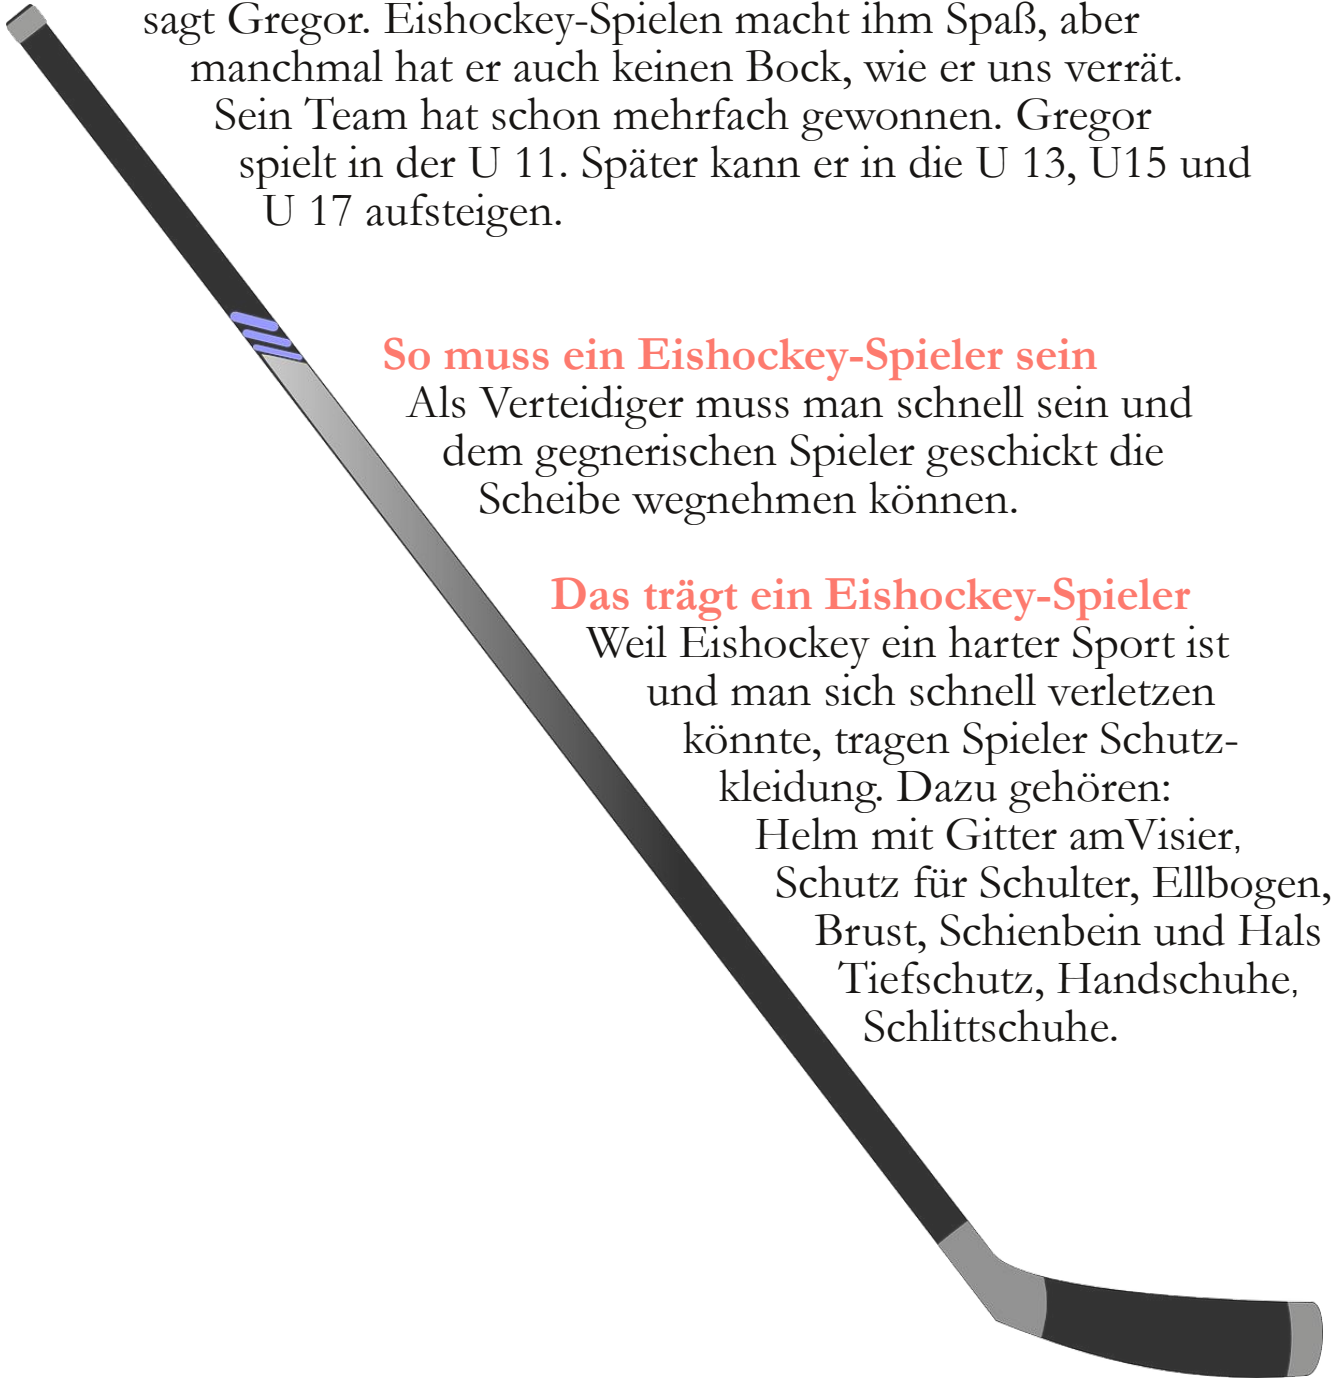 sagt Gregor. Eishockey-Spielen macht ihm Spaß, aber
manchmal hat er auch keinen Bock, wie er uns verrät.
Sein Team hat schon mehrfach gewonnen. Gregor
spielt in der U 11. Später kann er in die U 13, U15 und
U 17 aufsteigen.
So muss ein Eishockey-Spieler sein
Als Verteidiger muss man schnell sein und
dem gegnerischen Spieler geschickt die
Scheibe wegnehmen können.
Das trägt ein Eishockey-Spieler
Weil Eishockey ein harter Sport ist
und man sich schnell verletzen
könnte, tragen Spieler Schutz-
kleidung. Dazu gehören:
Helm mit Gitter amVisier,
Schutz für Schulter, Ellbogen,
Brust, Schienbein und Hals
Tiefschutz, Handschuhe,
Schlittschuhe.